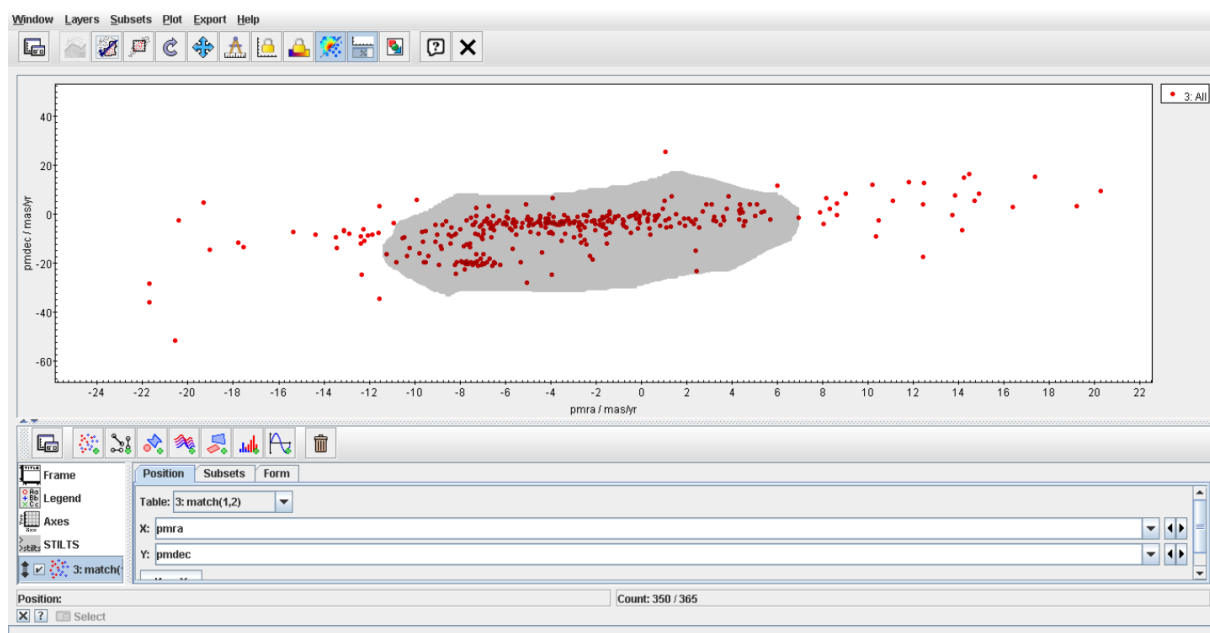 Window Layers Subsets Plot Export Help
3: All
40
20
0
-20
-40
-60
pmdec / mas/yr
-24 -22 -20 -18 -16 -14 -12 -10 -8 -6 -4 -2 0 2 4 6 8 10 12 14 16 18 20 22
pmra / mas/yr
Frame
Legend
Axes
STILTS
3: match(
Position Subsets Form
Table: 3: match(1,2)
X: pmra
Y: pmdec
Position:
Count: 350 / 365
Select